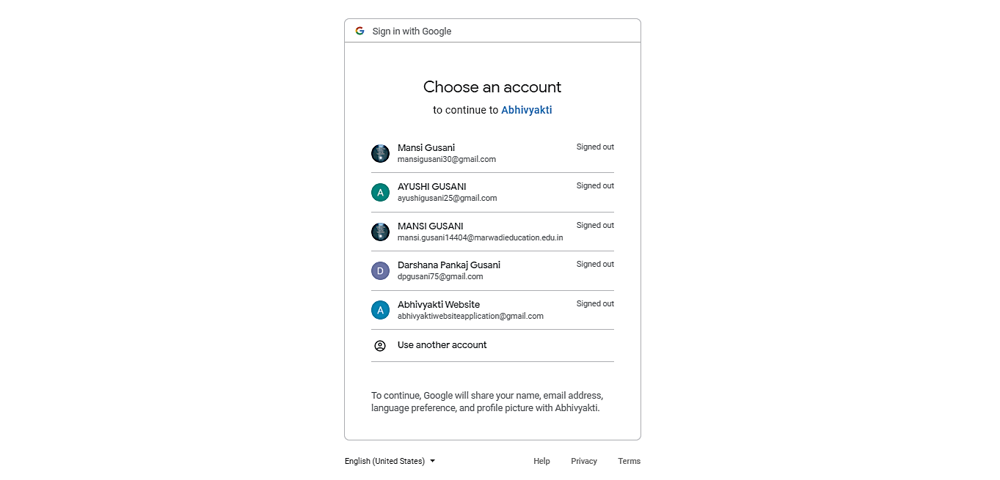 Sign in with Google
Choose an account
to continue to Abhivyakti
Mansi Gusani
Signed out
mansigusani30@gmail.com
AYUSHI GUSANI
Signed out
A
ayushigusani25@gmail.com
MANSI GUSANI
Signed out
mansi.gusani14404@marwadieducation.edu.in
Darshana Pankaj Gusani
Signed out
D
dpgusani75@gmail.com
Abhivyakti Website
Signed out
A
abhivyaktiwebsiteapplication@gmail.com
Use another account
To continue, Google will share your name, email address,
language preference, and profile picture with Abhivyakti.
English (United States)
Help
Privacy
Terms